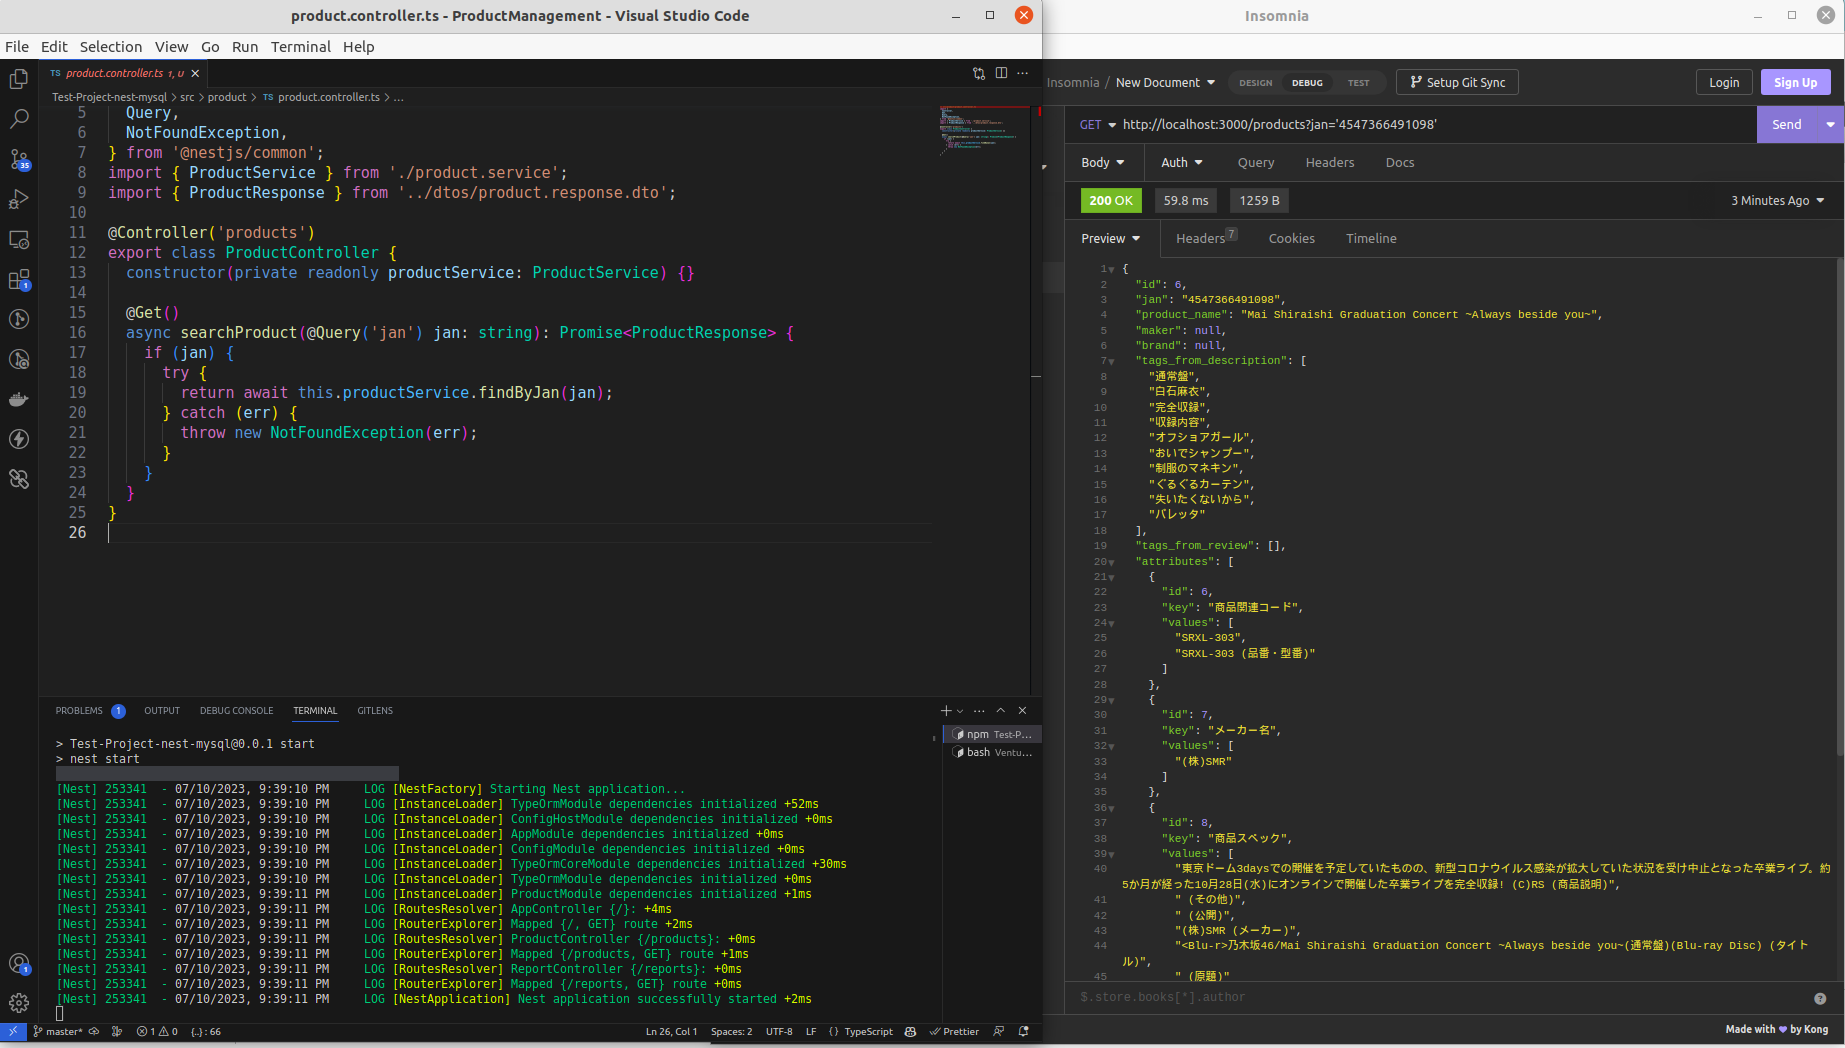 product.controller.ts - ProductManagement - Visual Studio Code
File Edit Selection View Go Run Terminal Help
TS product.controller.ts 1, U
Test-Project-nest-mysql > src > product > TS product.controller.ts > ...
5 Query,
6 NotFoundException,
7 } from '@nestjs/common';
8 import { ProductService } from './product.service';
9 import { ProductResponse } from '../dtos/product.response.dto';
10
11 @Controller('products')
12 export class ProductController {
13 constructor(private readonly productService: ProductService) {}
14
15 @Get()
16 async searchProduct(@Query('jan') jan: string): Promise<ProductResponse> {
17 if (jan) {
18 try {
19 return await this.productService.findByJan(jan);
20 } catch (err) {
21 throw new NotFoundException(err);
22 }
23 }
24 }
25 }
26
35
1
1
PROBLEMS 1 OUTPUT DEBUG CONSOLE TERMINAL GITLENS
npm Test-P...
bash Ventu...
> Test-Project-nest-mysql@0.0.1 start
> nest start
[Nest] 253341 - 07/10/2023, 9:39:10 PM LOG [NestFactory] Starting Nest application...
[Nest] 253341 - 07/10/2023, 9:39:10 PM LOG [InstanceLoader] TypeOrmModule dependencies initialized +52ms
[Nest] 253341 - 07/10/2023, 9:39:10 PM LOG [InstanceLoader] ConfigHostModule dependencies initialized +0ms
[Nest] 253341 - 07/10/2023, 9:39:10 PM LOG [InstanceLoader] AppModule dependencies initialized +0ms
[Nest] 253341 - 07/10/2023, 9:39:10 PM LOG [InstanceLoader] ConfigModule dependencies initialized +0ms
[Nest] 253341 - 07/10/2023, 9:39:10 PM LOG [InstanceLoader] TypeOrmCoreModule dependencies initialized +30ms
[Nest] 253341 - 07/10/2023, 9:39:10 PM LOG [InstanceLoader] TypeOrmModule dependencies initialized +0ms
[Nest] 253341 - 07/10/2023, 9:39:11 PM LOG [InstanceLoader] ProductModule dependencies initialized +1ms
[Nest] 253341 - 07/10/2023, 9:39:11 PM LOG [RoutesResolver] AppController {/}: +4ms
[Nest] 253341 - 07/10/2023, 9:39:11 PM LOG [RouterExplorer] Mapped {/, GET} route +2ms
[Nest] 253341 - 07/10/2023, 9:39:11 PM LOG [RoutesResolver] ProductController {/products}: +0ms
[Nest] 253341 - 07/10/2023, 9:39:11 PM LOG [RouterExplorer] Mapped {/products, GET} route +1ms
[Nest] 253341 - 07/10/2023, 9:39:11 PM LOG [RoutesResolver] ReportController {/reports}: +0ms
[Nest] 253341 - 07/10/2023, 9:39:11 PM LOG [RouterExplorer] Mapped {/reports, GET} route +0ms
[Nest] 253341 - 07/10/2023, 9:39:11 PM LOG [NestApplication] Nest application successfully started +2ms
master* 1 0 {..} : 66 Ln 26, Col 1 Spaces: 2 UTF-8 LF {} TypeScript Prettier
Insomnia
Insomnia / New Document DESIGN DEBUG TEST Setup Git Sync Login Sign Up
GET http://localhost:3000/products?jan='4547366491098' Send
Body Auth Query Headers Docs
200 OK 59.8 ms 1259 B 3 Minutes Ago
Preview Headers 7 Cookies Timeline
1 {
2 "id": 6,
3 "jan": "4547366491098",
4 "product_name": "Mai Shiraishi Graduation Concert ~Always beside you~",
5 "maker": null,
6 "brand": null,
7 "tags_from_description": [
8 "通常盤",
9 "白石麻衣",
10 "完全収録",
11 "収録内容",
12 "オフショアガール",
13 "おいでシャンプー",
14 "制服のマネキン",
15 "ぐるぐるカーテン",
16 "失いたくないから",
17 "バレッタ"
18 ],
19 "tags_from_review": [],
20 "attributes": [
21 {
22 "id": 6,
23 "key": "商品関連コード",
24 "values": [
25 "SRXL-303",
26 "SRXL-303 (品番・型番)"
27 ]
28 },
29 {
30 "id": 7,
31 "key": "メーカー名",
32 "values": [
33 "(株)SMR"
34 ]
35 },
36 {
37 "id": 8,
38 "key": "商品スペック",
39 "values": [
40 "東京ドーム3daysでの開催を予定していたものの、新型コロナウイルス感染が拡大していた状況を受け中止となった卒業ライブ。約
5か月が経った10月28日(水)にオンラインで開催した卒業ライブを完全収録! (C)RS (商品説明)",
41 " (その他)",
42 " (公開)",
43 "(株)SMR (メーカー)",
44 "<Blu-r>乃木坂46/Mai Shiraishi Graduation Concert ~Always beside you~(通常盤)(Blu-ray Disc) (タイト
ル)",
45 " (原題)"
$.store.books[*].author
Made with ♥ by Kong